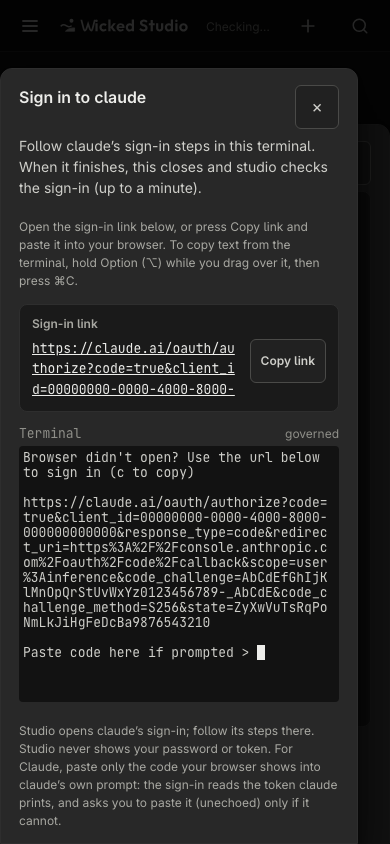 Wicked Studio Checking...
Sign in to claude
×
Follow claude's sign-in steps in this terminal.
When it finishes, this closes and studio checks
the sign-in (up to a minute).
Open the sign-in link below, or press Copy link and
paste it into your browser. To copy text from the
terminal, hold Option (⌥) while you drag over it, then
press ⌘C.
Sign-in link
https://claude.ai/oauth/au
thorize?code=true&client_i
d=00000000-0000-4000-8000-
Copy link
Terminal governed
Browser didn't open? Use the url below
to sign in (c to copy)
https://claude.ai/oauth/authorize?code=
true&client_id=00000000-0000-4000-8000-
000000000000&response_type=code&redirec
t_uri=https%3A%2F%2Fconsole.anthropic.c
om%2Foauth%2Fcode%2Fcallback&scope=user
%3Ainference&code_challenge=AbCdEfGhIjK
lMnOpQrStUvWxYz0123456789-_AbCdE&code_c
hallenge_method=S256&state=ZyXwVuTsRqPo
NmLkJiHgFeDcBa9876543210
Paste code here if prompted >
Studio opens claude's sign-in; follow its steps there.
Studio never shows your password or token. For
Claude, paste only the code your browser shows into
claude's own prompt: the sign-in reads the token claude
prints, and asks you to paste it (unechoed) only if it
cannot.